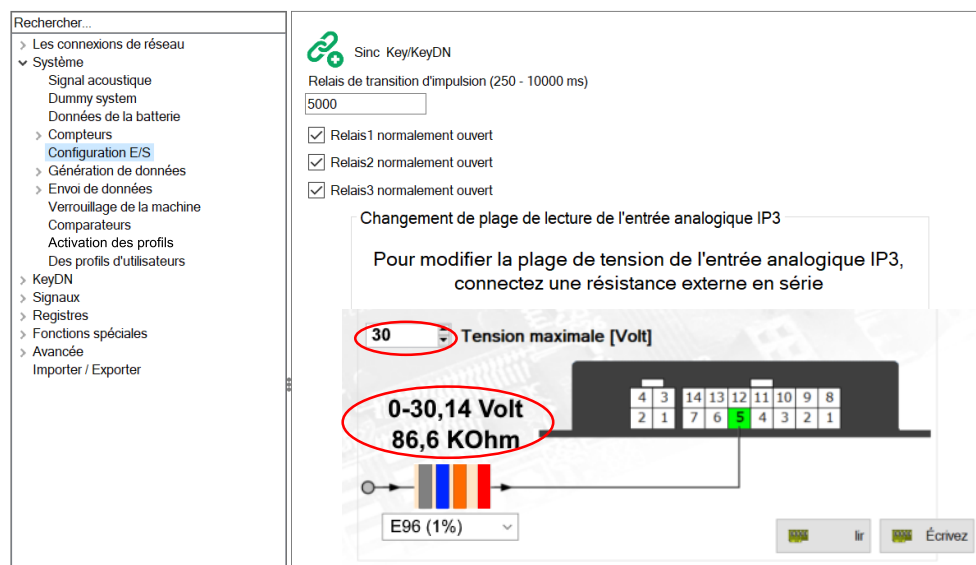 Rechercher...
Les connexions de réseau
Système
Signal acoustique
Dummy system
Données de la batterie
Compteurs
Configuration E/S
Génération de données
Envoi de données
Verrouillage de la machine
Comparateurs
Activation des profils
Des profils d'utilisateurs
KeyDN
Signaux
Registres
Fonctions spéciales
Avancée
Importer / Exporter
Sinc Key/KeyDN
Relais de transition d'impulsion (250 - 10000 ms)
5000
Relais1 normalement ouvert
Relais2 normalement ouvert
Relais3 normalement ouvert
Changement de plage de lecture de l'entrée analogique IP3
Pour modifier la plage de tension de l'entrée analogique IP3,
connectez une résistance externe en série
30 Tension maximale [Volt]
4 3 14 13 12 11 10 9 8
2 1 7 6 5 4 3 2 1
0-30,14 Volt
86,6 KOhm
E96 (1%)
lir Écrivez